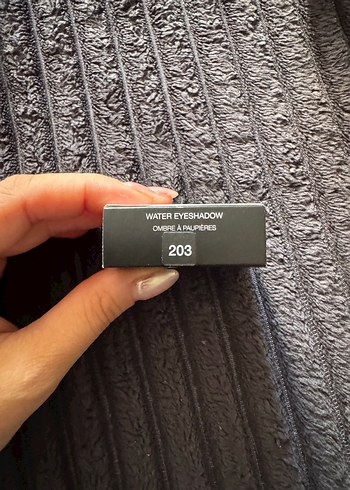 WATER EYESHADOW
OMBRE À PAUPIÈRES
203